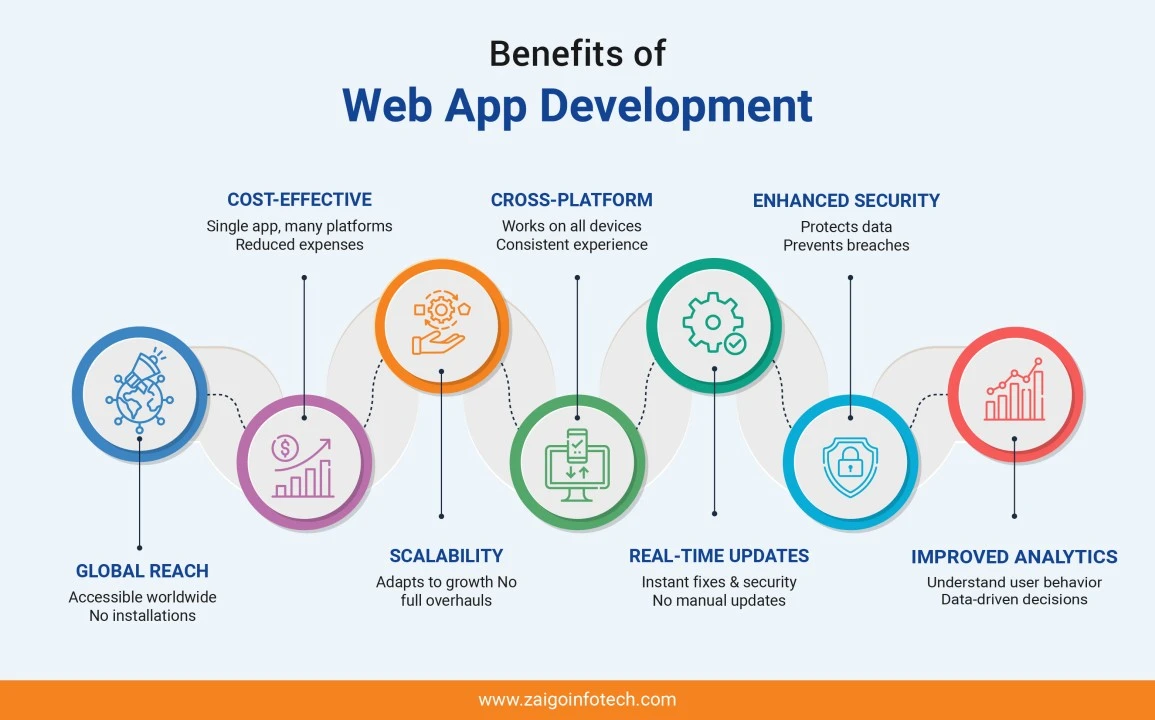 Benefits of
Web App Development
COST-EFFECTIVE
Single app, many platforms
Reduced expenses
CROSS-PLATFORM
Works on all devices
Consistent experience
ENHANCED SECURITY
Protects data
Prevents breaches
$
GLOBAL REACH
Accessible worldwide
No installations
SCALABILITY
Adapts to growth No
full overhauls
REAL-TIME UPDATES
Instant fixes & security
No manual updates
IMPROVED ANALYTICS
Understand user behavior
Data-driven decisions
www.zaigoinfotech.com